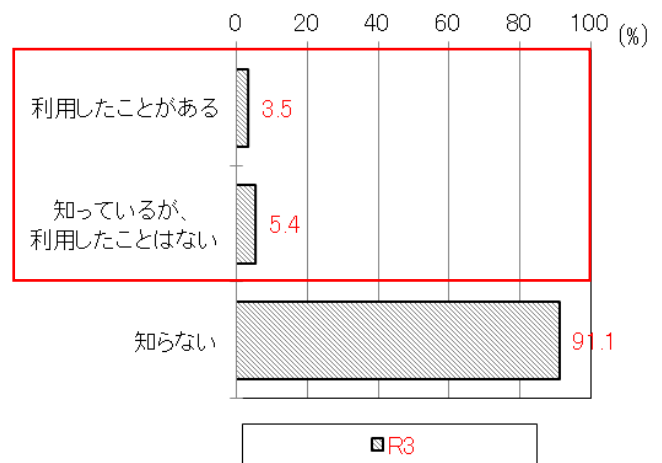 0 20 40 60 80 100 (%)
利用したことがある 3.5
知っているが、
利用したことはない 5.4
知らない 91.1
R3